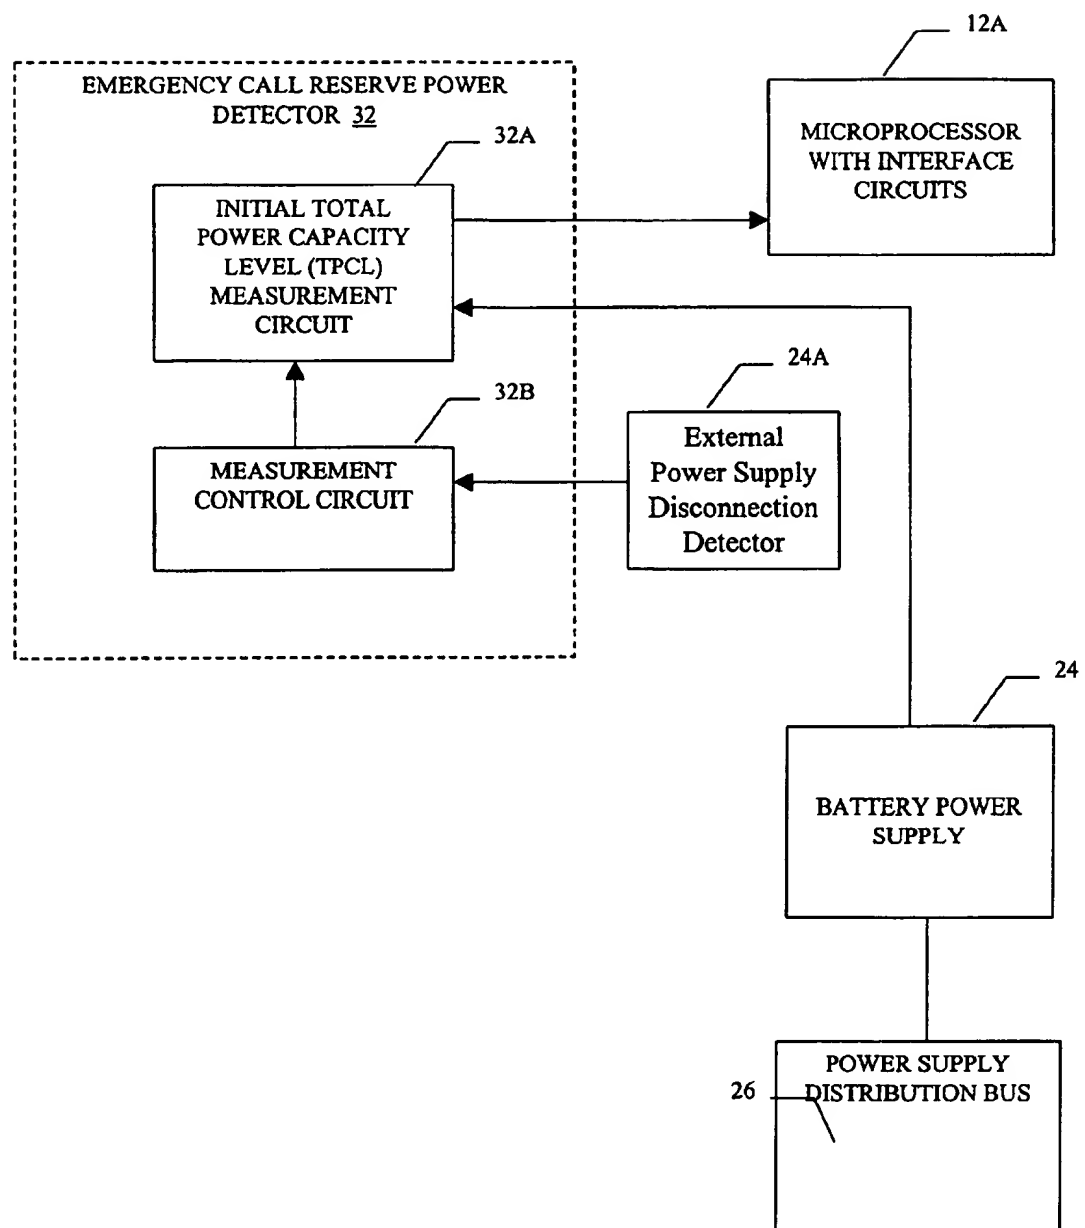 12A
EMERGENCY CALL RESERVE POWER
DETECTOR 32
32A
MICROPROCESSOR
WITH INTERFACE
CIRCUITS
INITIAL TOTAL
POWER CAPACITY
LEVEL (TPCL)
MEASUREMENT
CIRCUIT
24A
32B
External
Power Supply
Disconnection
Detector
MEASUREMENT
CONTROL CIRCUIT
24
BATTERY POWER
SUPPLY
POWER SUPPLY
DISTRIBUTION BUS
26